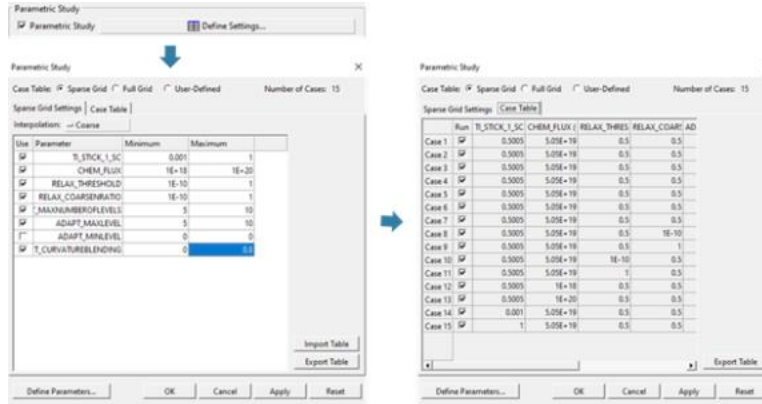 Parametric Study
Parametric Study Define Settings...
Parametric Study
Case Table: Sparse Grid Full Grid User-Defined Number of Cases: 15
Sparse Grid Settings Case Table
Interpolation: Coarse
Use Parameter Minimum Maximum
TI_STICK_1_SC 0.001 1
CHEM_FLUX 1E+18 1E+20
RELAX_THRESHOLD 1E-10 1
RELAX_COARSENRATIO 1E-10 1
_MAXNUMBEROFLEVELS 5 10
ADAPT_MAXLEVEL 5 10
ADAPT_MINLEVEL 0 0
T_CURVATUREBLENDING 0
Import Table
Export Table
Define Parameters... OK Cancel Apply Reset
Parametric Study
Case Table: Sparse Grid Full Grid User-Defined Number of Cases: 15
Sparse Grid Settings Case Table
Run TI_STICK_1_SC CHEM_FLUX ( RELAX_THRES RELAX_COARS AD
Case 1 0.5005 5.05E+19 0.5 0.5
Case 2 0.5005 5.05E+19 0.5 0.5
Case 3 0.5005 5.05E+19 0.5 0.5
Case 4 0.5005 5.05E+19 0.5 0.5
Case 5 0.5005 5.05E+19 0.5 0.5
Case 6 0.5005 5.05E+19 0.5 0.5
Case 7 0.5005 5.05E+19 0.5 0.5
Case 8 0.5005 5.05E+19 0.5 1E-10
Case 9 0.5005 5.05E+19 0.5 1
Case 10 0.5005 5.05E+19 1E-10 0.5
Case 11 0.5005 5.05E+19 1 0.5
Case 12 0.5005 1E+18 0.5 0.5
Case 13 0.5005 1E+20 0.5 0.5
Case 14 0.001 5.05E+19 0.5 0.5
Case 15 1 5.05E+19 0.5 0.5
Export Table
Define Parameters... OK Cancel Apply Reset